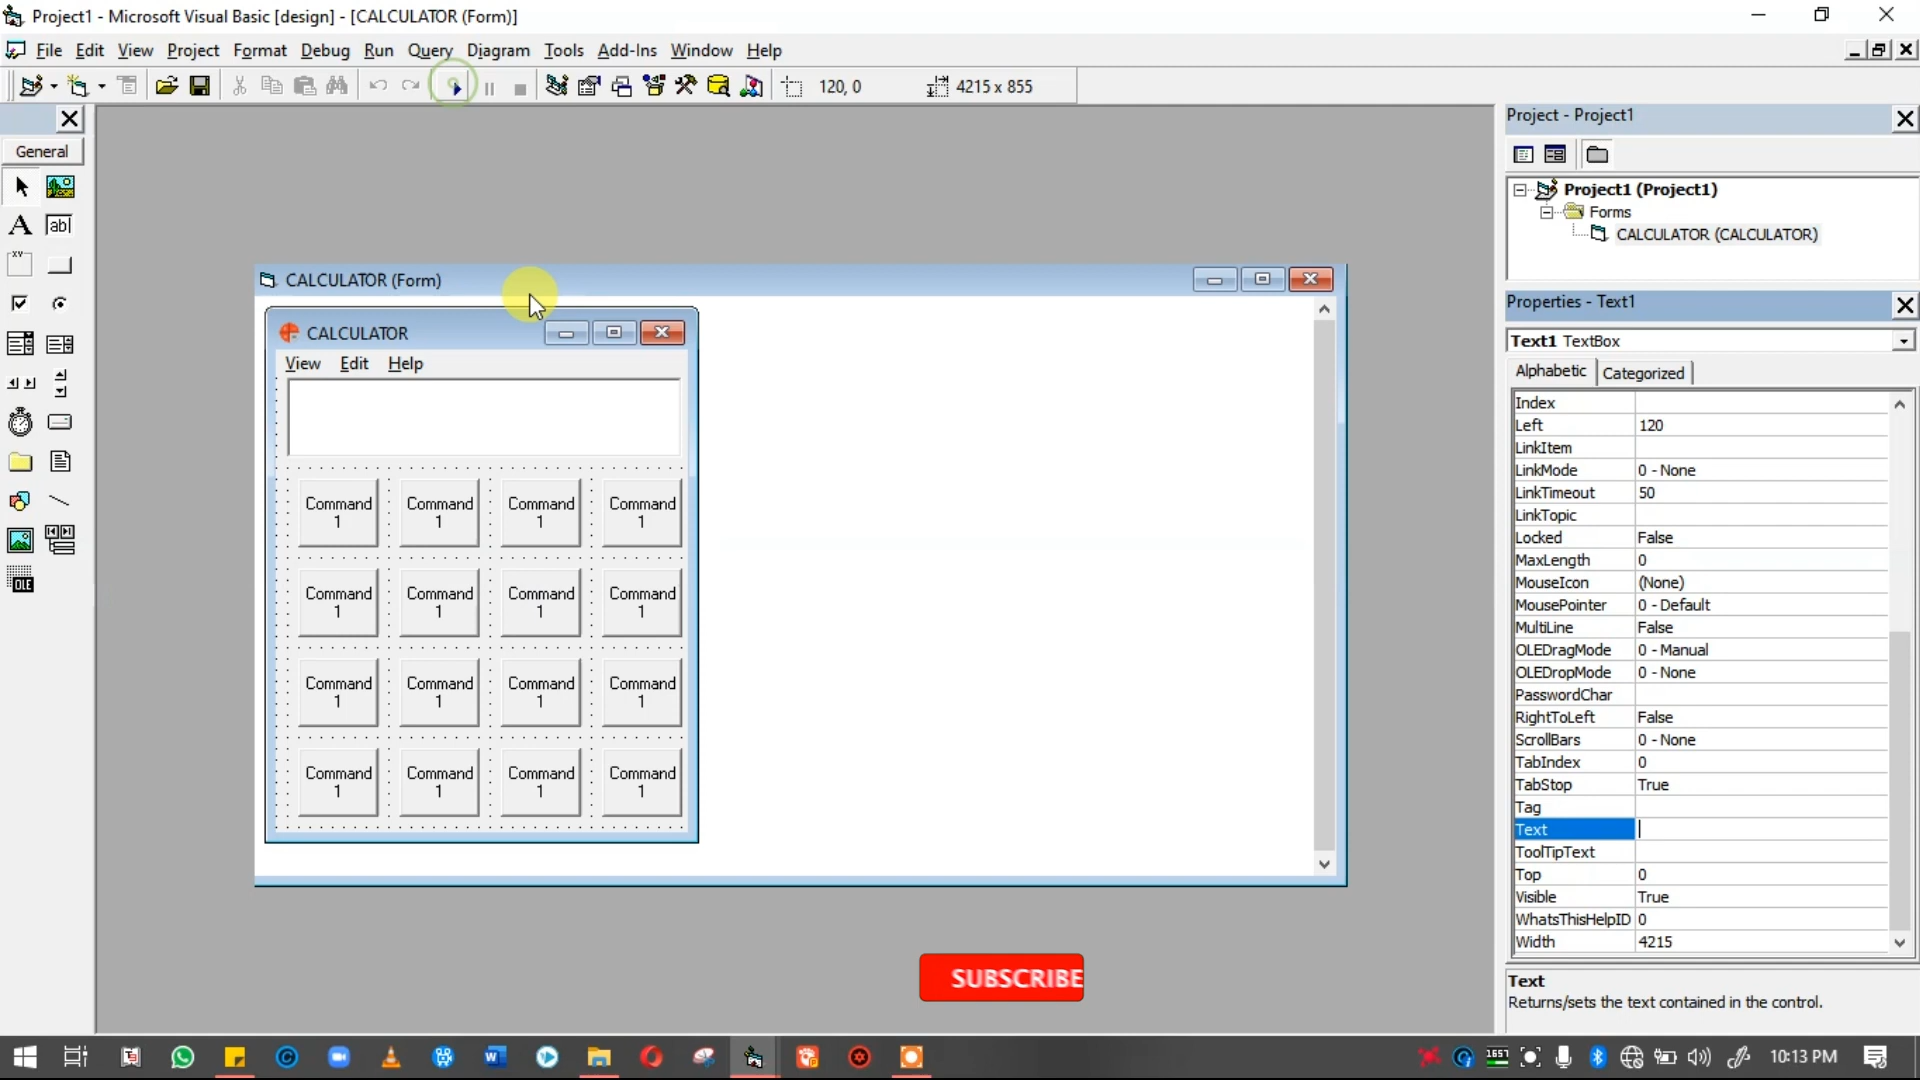 Project1 - Microsoft Visual Basic [design] - [CALCULATOR (Form)]
File Edit View Project Format Debug Run Query Diagram Tools Add-Ins Window Help
120, 0 4215 x 855
General
A ab
xv
OLE
CALCULATOR (Form)
CALCULATOR
View Edit Help
Command 1 Command 1 Command 1 Command 1
Command 1 Command 1 Command 1 Command 1
Command 1 Command 1 Command 1 Command 1
Command 1 Command 1 Command 1 Command 1
SUBSCRIBE
Project - Project1
Project1 (Project1)
Forms
CALCULATOR (CALCULATOR)
Properties - Text1
Text1 TextBox
Alphabetic Categorized
Index
Left 120
LinkItem
LinkMode 0 - None
LinkTimeout 50
LinkTopic
Locked False
MaxLength 0
MouseIcon (None)
MousePointer 0 - Default
MultiLine False
OLEDragMode 0 - Manual
OLEDropMode 0 - None
PasswordChar
RightToLeft False
ScrollBars 0 - None
TabIndex 0
TabStop True
Tag
Text
ToolTipText
Top 0
Visible True
WhatsThisHelpID 0
Width 4215
Text
Returns/sets the text contained in the control.
1657
10:13 PM